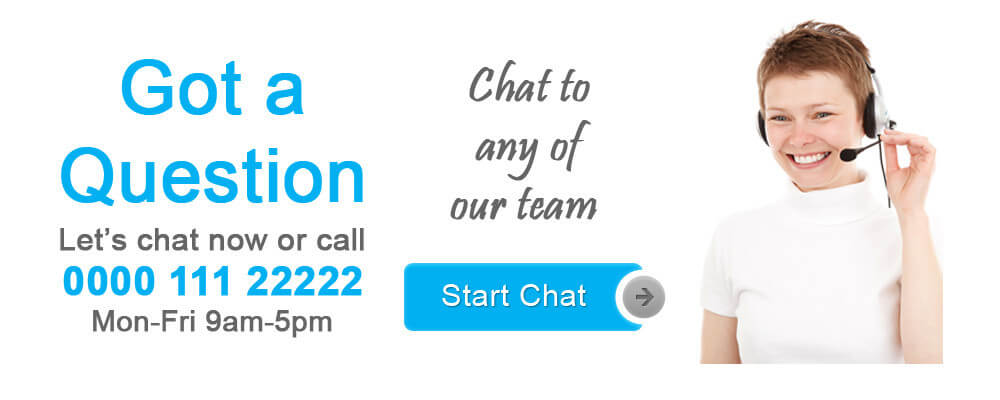 Got a
Question
Let's chat now or call
0000 111 22222
Mon-Fri 9am-5pm
Chat to
any of
our team
Start Chat